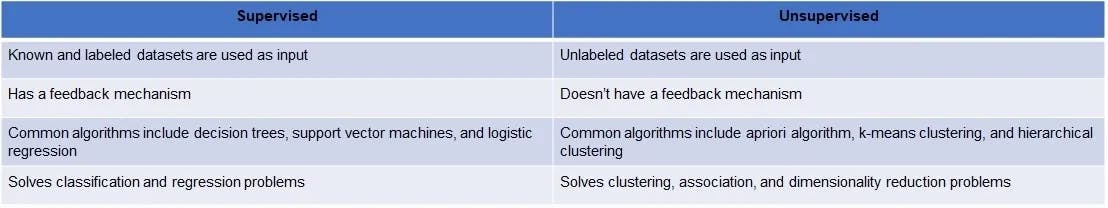 Supervised
Unsupervised
Known and labeled datasets are used as input
Unlabeled datasets are used as input
Has a feedback mechanism
Doesn’t have a feedback mechanism
Common algorithms include decision trees, support vector machines, and logistic
regression
Common algorithms include apriori algorithm, k-means clustering, and hierarchical
clustering
Solves classification and regression problems
Solves clustering, association, and dimensionality reduction problems